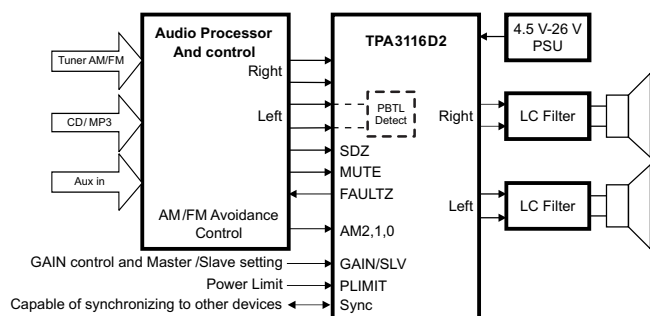 Audio Processor
And control
TPA3116D2
4.5 V-26 V
PSU
Tuner AM/FM
Right
CD/ MP3
Left
PBTL
Detect
Right
LC Filter
SDZ
Aux in
MUTE
FAULTZ
LC Filter
Left
AM/FM Avoidance
Control
AM2,1,0
GAIN control and Master /Slave setting
GAIN/SLV
Power Limit
PLIMIT
Capable of synchronizing to other devices
Sync